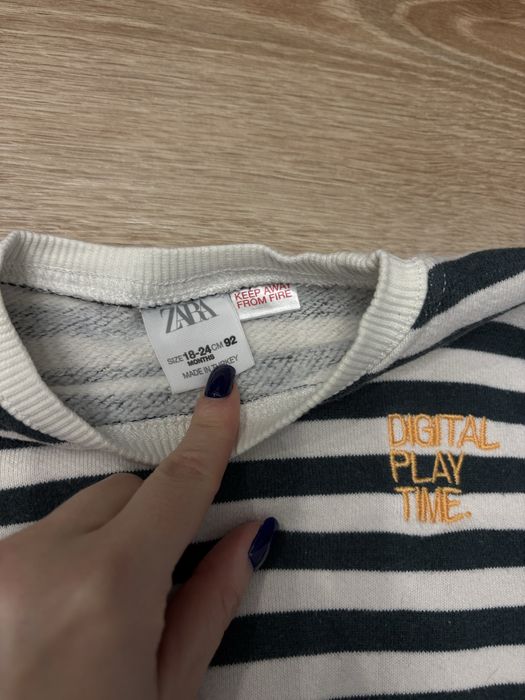 ZARA
SIZE 18-24 CM 92
MONTHS
MADE IN TURKEY
KEEP AWAY
FROM FIRE
DIGITAL
PLAY
TIME.